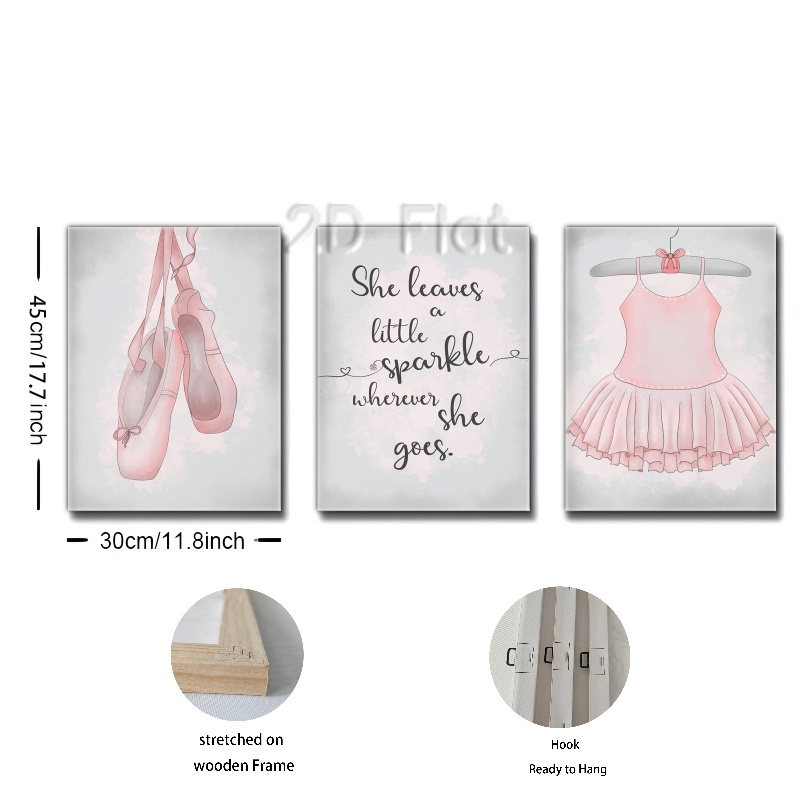 2.D Flat
She leaves
a
little
sparkle
wherever she
goes.
45cm/17.7inch
30cm/11.8inch
stretched on
wooden Frame
Hook
Ready to Hang